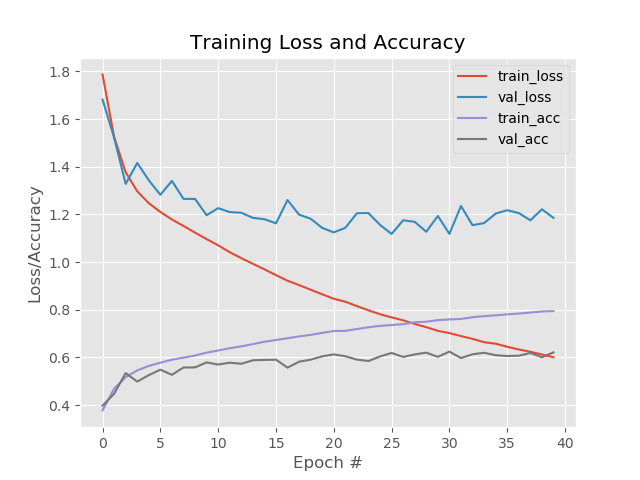 Training Loss and Accuracy
train_loss
val_loss
train_acc
val_acc
Loss/Accuracy
1.8
1.6
1.4
1.2
1.0
0.8
0.6
0.4
0 5 10 15 20 25 30 35 40
Epoch #